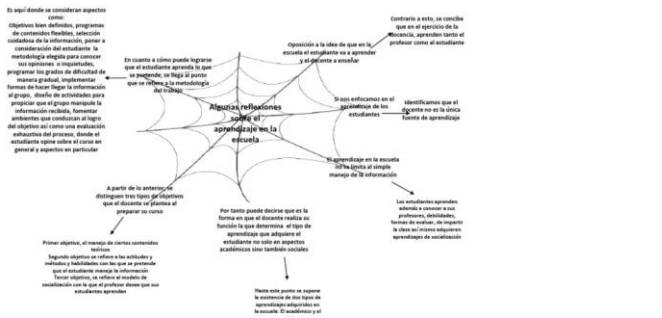 Es aquí donde se consideran aspectos
como:
Objetivos bien definidos, programas
de contenidos flexibles, selección
cuidadosa de la información, poner a
consideración del estudiante la
metodología elegida para conocer
sus opiniones o inquietudes,
programar los grados de dificultad de
manera gradual, implementar
formas de hacer llegar la información
al grupo, diseño de actividades para
propiciar que el grupo manipule la
información recibida, fomentar
ambientes que conduzcan al logro
del objetivo así como una evaluación
exhaustiva del proceso, donde el
estudiante opine sobre el curso en
general y aspectos en particular
En cuanto a cómo puede lograrse
que el estudiante aprenda lo que
se pretende, se llega al punto
que se refiere a la metodología
del trabajo
Oposición a la idea de que en la
escuela el estudiante va a aprender
y el docente a enseñar
Contrario a esto, se concibe
que en el ejercicio de la
docencia, aprenden tanto el
profesor como el estudiante
Algunas reflexiones
sobre el
aprendizaje en la
escuela
Si nos enfocamos en el
aprendizaje de los
estudiantes
Identificamos que el
docente no es la única
fuente de aprendizaje
El aprendizaje en la escuela
no se limita al simple
manejo de la información
Los estudiantes aprenden
además a conocer a sus
profesores, debilidades,
formas de evaluar, de impartir
la clase así mismo adquieren
aprendizajes de socialización
A partir de lo anterior, se
distinguen tres tipos de objetivos
que el docente se plantea al
preparar su curso
Primer objetivo, el manejo de ciertos contenidos
teóricos
Segundo objetivo se refiere a las actitudes y
métodos y habilidades con las que se pretende
que el estudiante maneje la información
Tercer objetivo, se refiere al modelo de
socialización con la que el profesor desea que sus
estudiantes aprendan
Por tanto puede decirse que es la
forma en que el docente realiza su
función la que determina el tipo de
aprendizaje que adquiere el
estudiante no solo en aspectos
académicos sino también sociales
Hasta este punto se supone
la existencia de dos tipos de
aprendizajes adquiridos en
la escuela: El académico y el